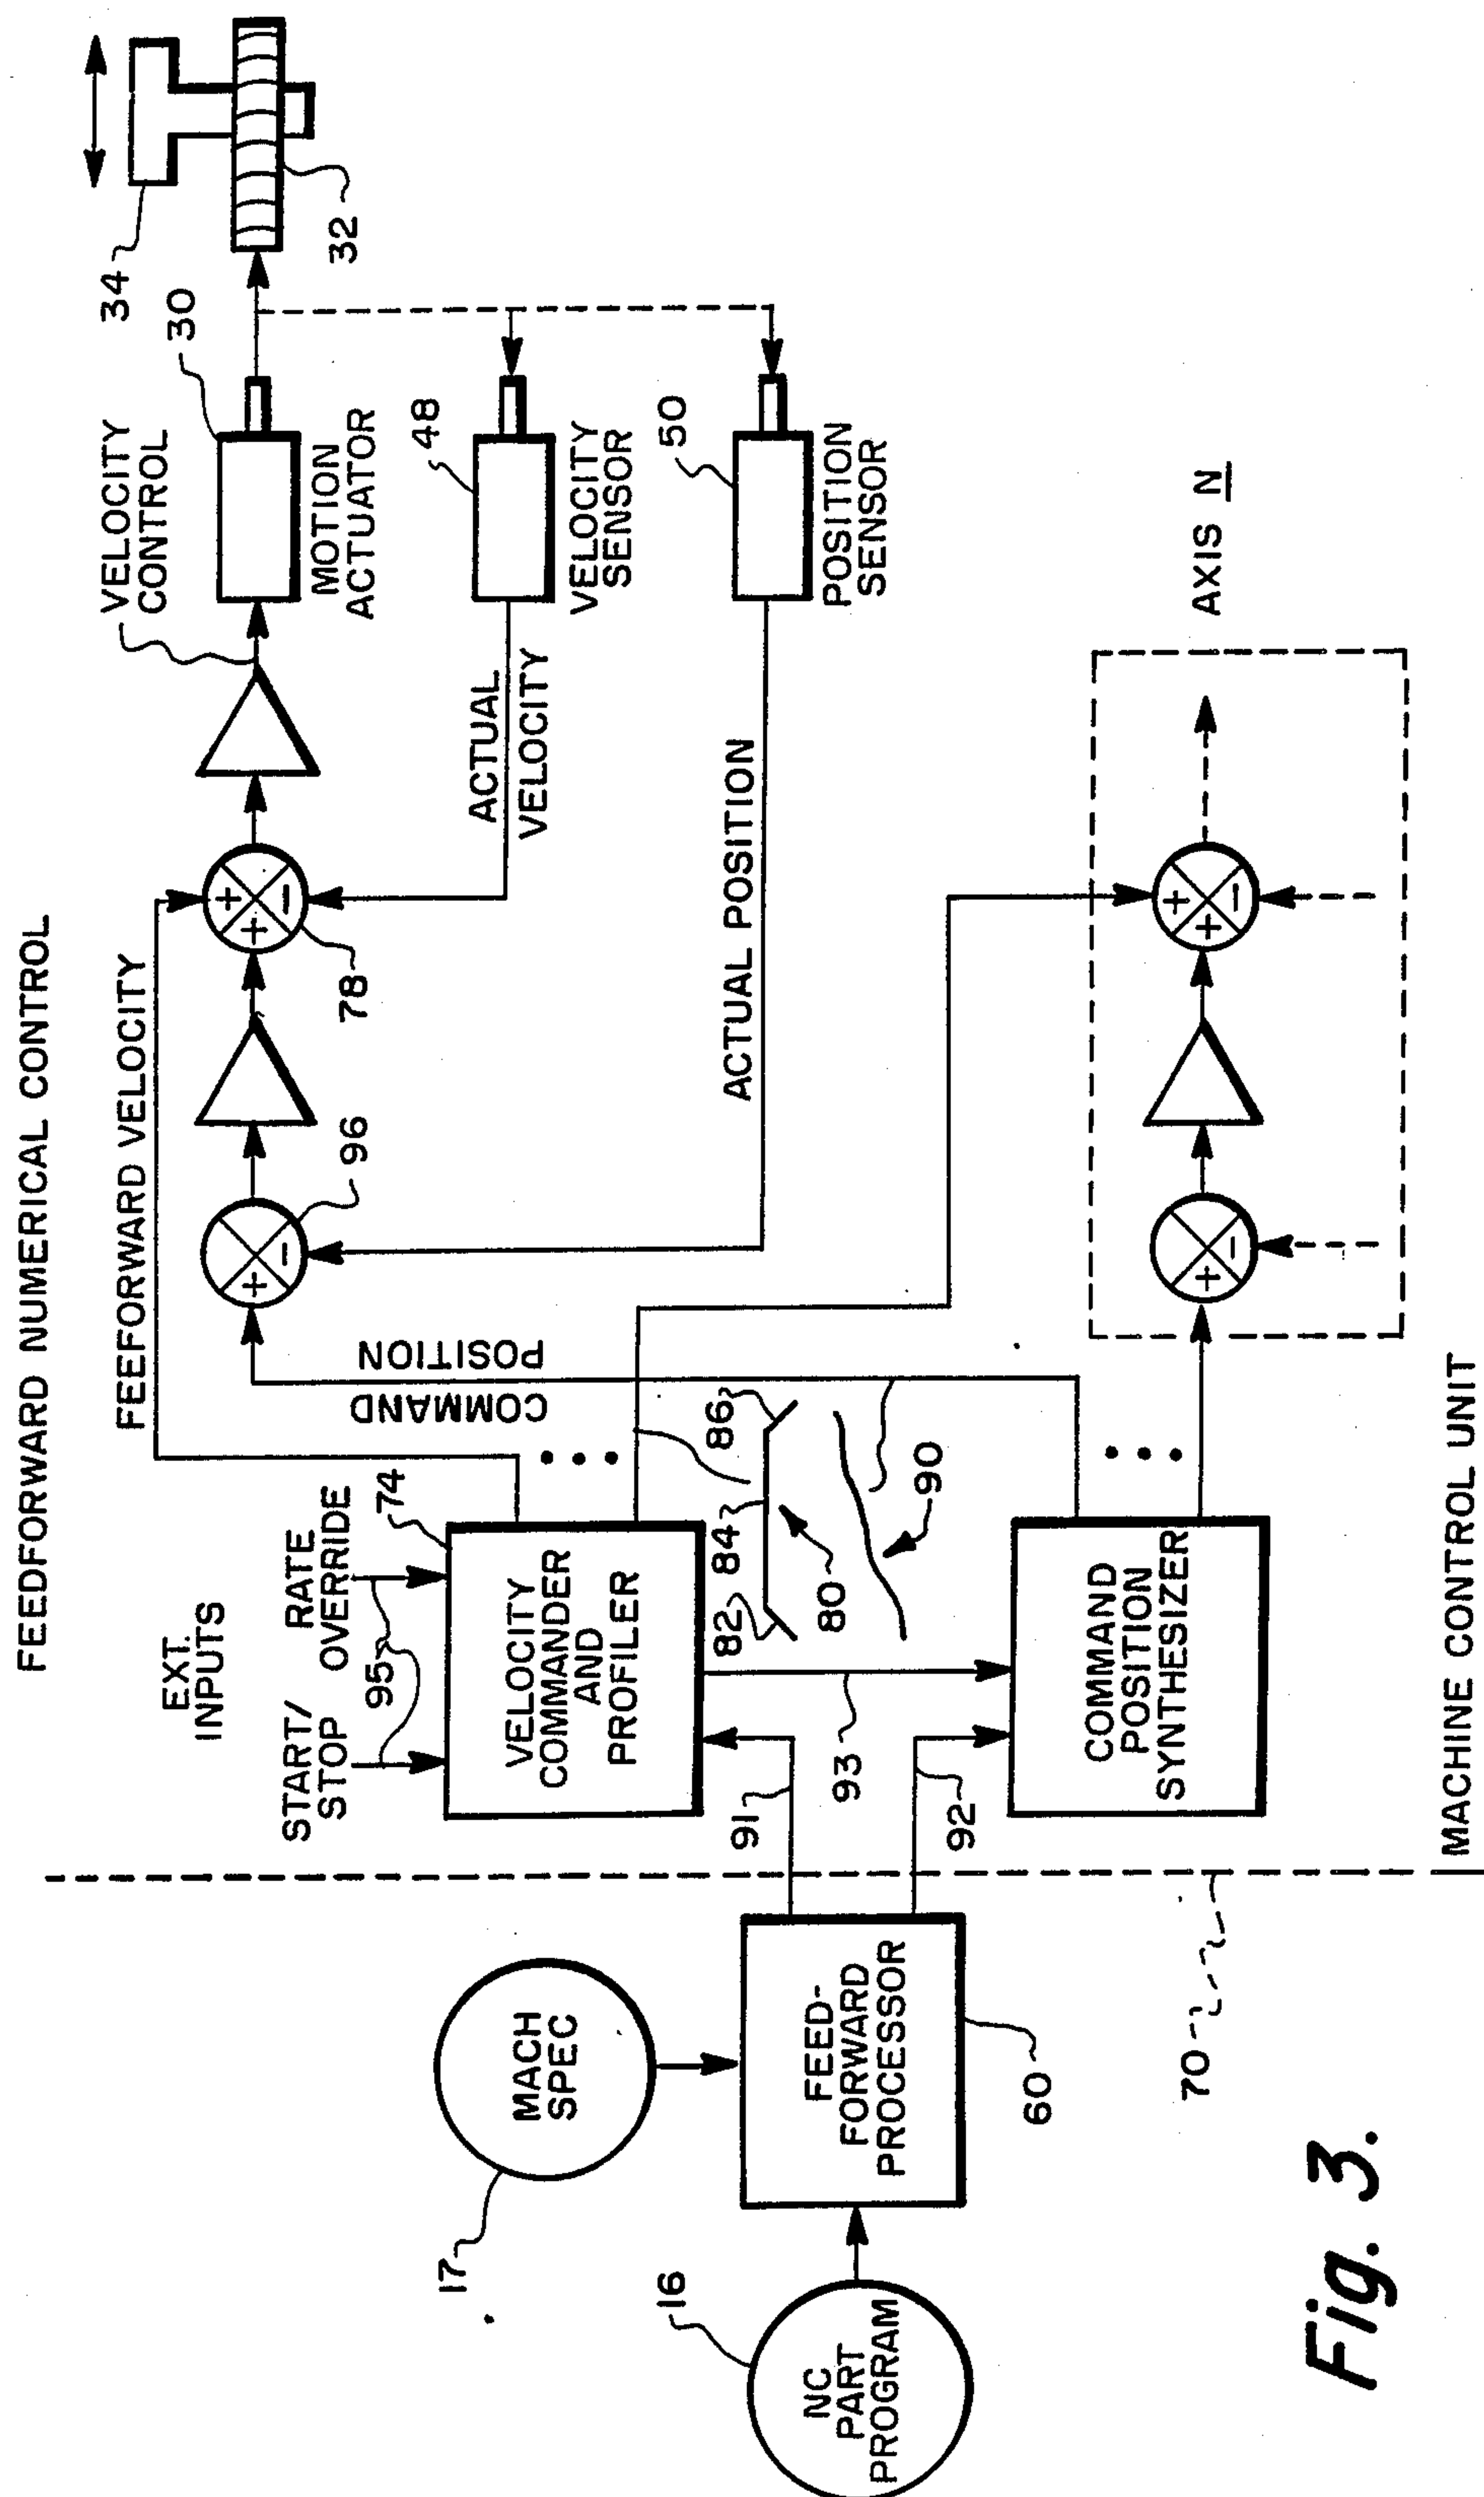 FEEDFORWARD NUMERICAL CONTROL
EXT.
INPUTS
START/
STOP
RATE
OVERRIDE
95
74
VELOCITY
COMMANDER
AND
PROFILER
FEEFORWARD VELOCITY
COMMAND
POSITION
96
78
VELOCITY
CONTROL
30
MOTION
ACTUATOR
34
32
ACTUAL
VELOCITY
48
VELOCITY
SENSOR
ACTUAL POSITION
50
POSITION
SENSOR
17
MACH
SPEC
16
NC
PART
PROGRAM
FEED-
FORWARD
PROCESSOR
60
91
92
93
82
84
86
80
90
COMMAND
POSITION
SYNTHESIZER
AXIS N
70
MACHINE CONTROL UNIT
Fig. 3.
+
-
+
+
-
+
-
+
+
-